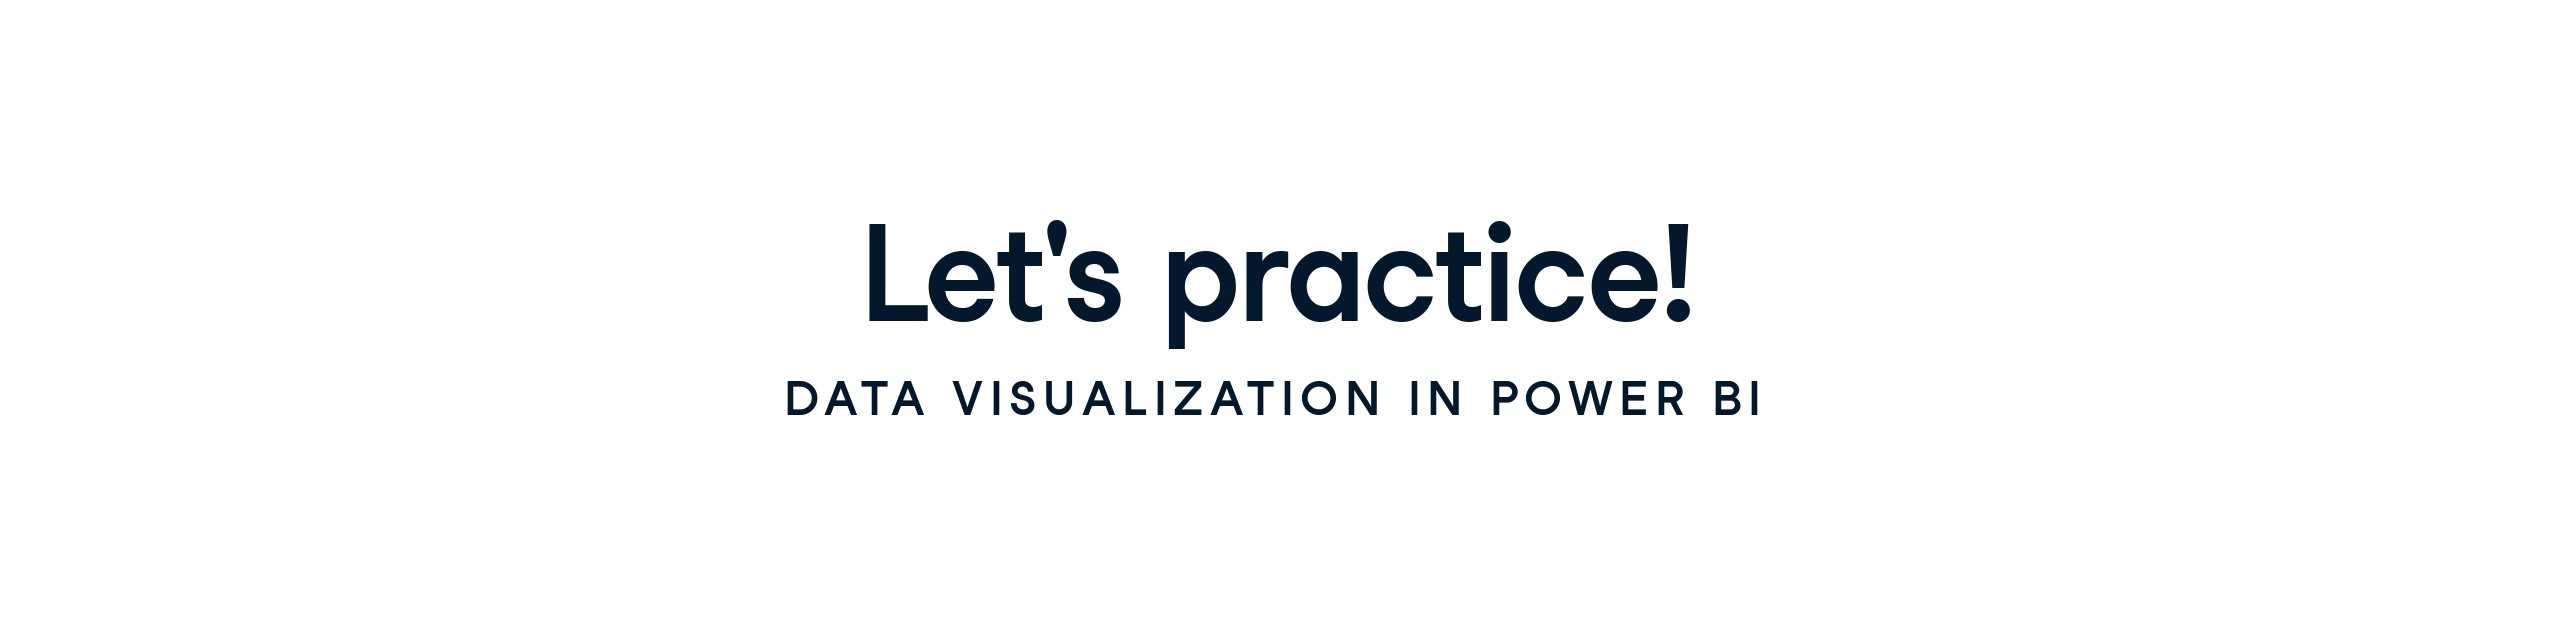 Let's practice!
DATA VISUALIZATION IN POWER BI